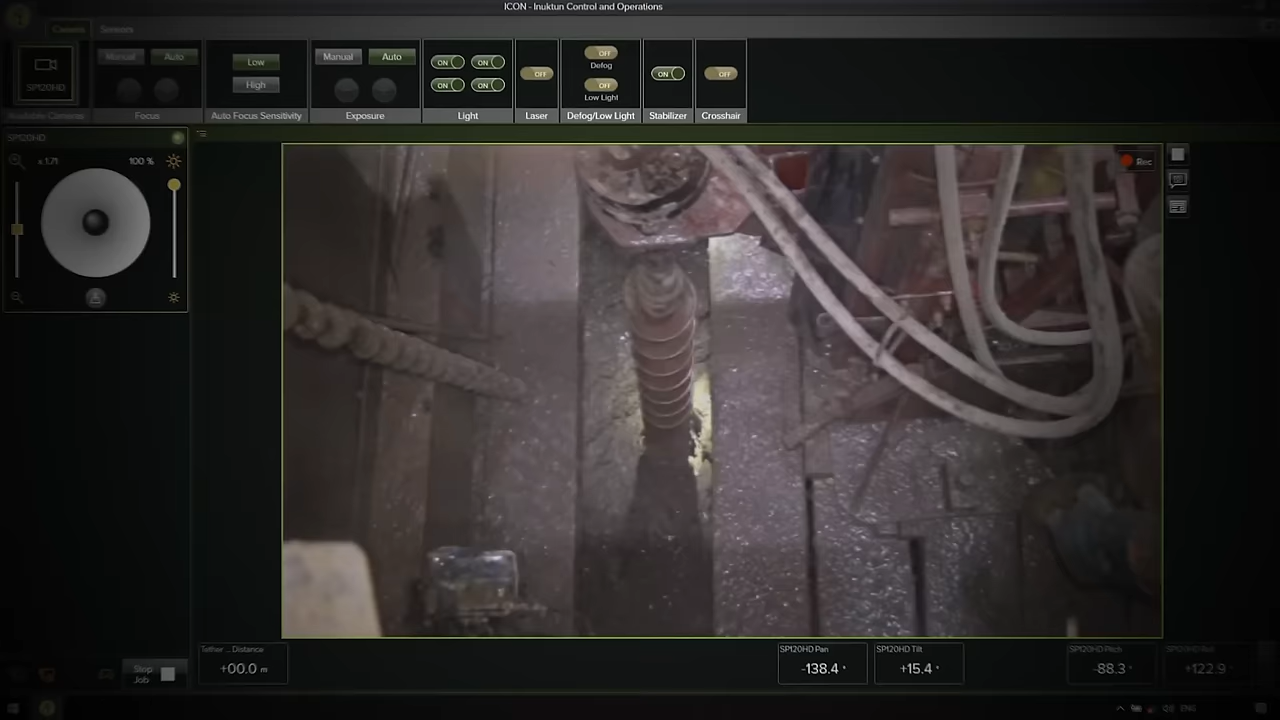 ICON - Inuktun Control and Operations
Camera Sensors
SP120HD
Available Cameras
Manual Auto
Focus
Low
High
Auto Focus Sensitivity
Manual Auto
Exposure
ON ON
ON ON
Light
OFF
Laser
OFF
Defog
OFF
Low Light
Defog/Low Light
ON
Stabilizer
OFF
Crosshair
SP120HD
x 1.71 100 %
Rec
Stop
Job
Tether ... Distance
+00.0 m
SP120HD Pan
-138.4 °
SP120HD Tilt
+15.4 °
SP120HD Pitch
-88.3 °
SP120HD Roll
+122.9 °
ENG